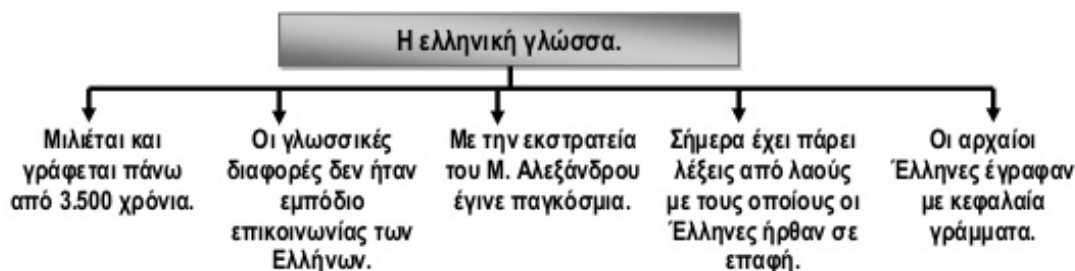 Η ελληνική γλώσσα.
Μιλιέται και
γράφεται πάνω
από 3.500 χρόνια.
Οι γλωσσικές
διαφορές δεν ήταν
εμπόδιο
επικοινωνίας των
Ελλήνων.
Με την εκστρατεία
του Μ. Αλεξάνδρου
έγινε παγκόσμια.
Σήμερα έχει πάρει
λέξεις από λαούς
με τους οποίους οι
Έλληνες ήρθαν σε
επαφή.
Οι αρχαίοι
Έλληνες έγραφαν
με κεφαλαία
γράμματα.